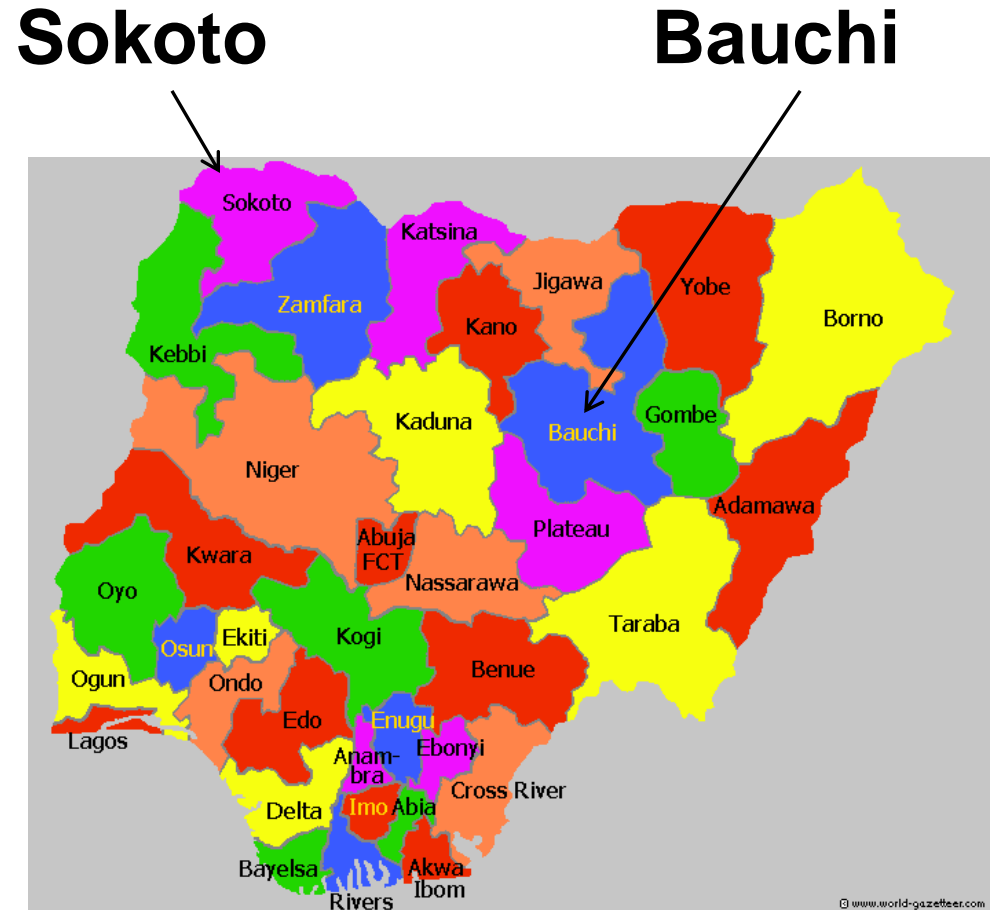 Sokoto
Bauchi
Sokoto
Katsina
Jigawa
Yobe
Zamfara
Borno
Kano
Kebbi
Gombe
Kaduna
Bauchi
Niger
Adamawa
Plateau
Abuja
FCT
Kwara
Nassarawa
Oyo
Taraba
Kogi
Ekiti
Osun
Benue
Ogun
Ondo
Edo
Enugu
Lagos
Ebonyi
Anam-
bra
Cross River
Imo
Abia
Delta
Bayelsa
Akwa
Ibom
Rivers
© www.world-gazetteer.com